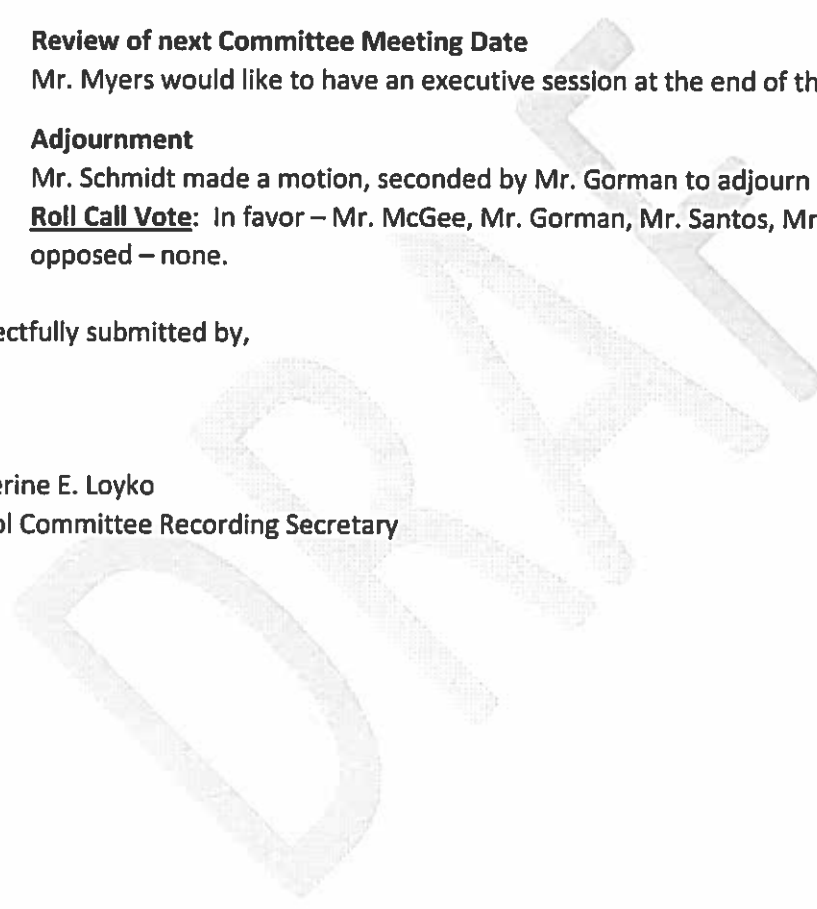 Review of next Committee Meeting Date
Mr. Myers would like to have an executive session at the end of th
Adjournment
Mr. Schmidt made a motion, seconded by Mr. Gorman to adjourn
Roll Call Vote: In favor – Mr. McGee, Mr. Gorman, Mr. Santos, Mr
opposed – none.
ectfully submitted by,
erine E. Loyko
ol Committee Recording Secretary
DRAF